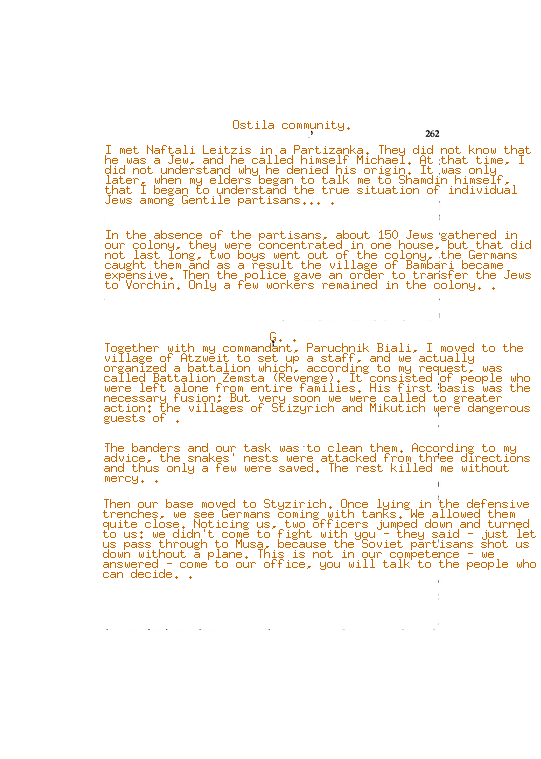 Ostila community.
262
I met Naftali Leitzis in a Partizanka. They did not know that
he was a Jew, and he called himself Michael. At that time, I
did not understand why he denied his origin. It was only
later, when my elders began to talk me to Shamdin himself,
that I began to understand the true situation of individual
Jews among Gentile partisans... .
In the absence of the partisans, about 150 Jews gathered in
our colony, they were concentrated in one house, but that did
not last long, two boys went out of the colony, the Germans
caught them and as a result the village of Bambari became
expensive. Then the police gave an order to transfer the Jews
to Vorchin. Only a few workers remained in the colony. .
G. .
Together with my commandant, Paruchnik Biali, I moved to the
village of Atzweit to set up a staff, and we actually
organized a battalion which, according to my request, was
called Battalion Zemsta (Revenge). It consisted of people who
were left alone from entire families. His first basis was the
necessary fusion: But very soon we were called to greater
action: the villages of Stizyrich and Mikutich were dangerous
guests of .
The banders and our task was to clean them. According to my
advice, the snakes' nests were attacked from three directions
and thus only a few were saved. The rest killed me without
mercy. .
Then our base moved to Styzirich. Once lying in the defensive
trenches, we see Germans coming with tanks. We allowed them
quite close. Noticing us, two officers jumped down and turned
to us: we didn't come to fight with you - they said - just let
us pass through to Musa, because the Soviet partisans shot us
down without a plane. This is not in our competence - we
answered - come to our office, you will talk to the people who
can decide. .